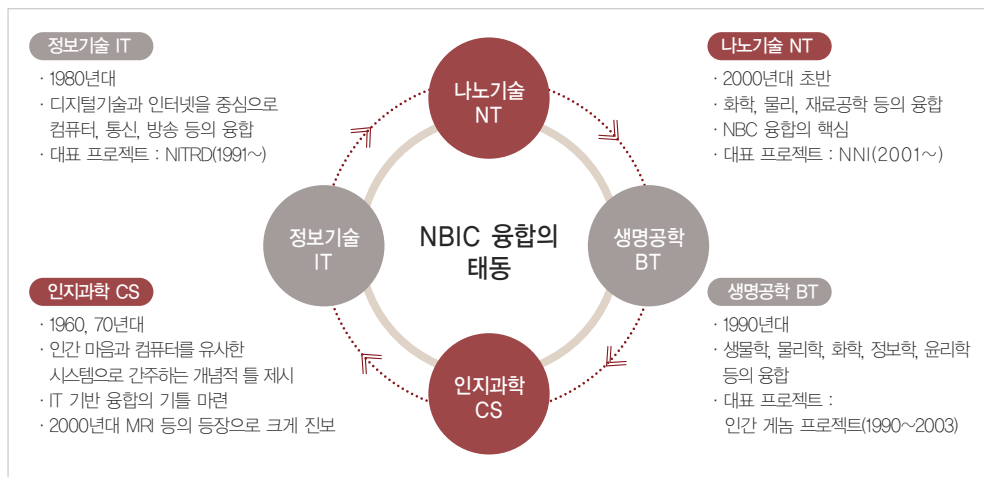 정보기술 IT
· 1980년대
· 디지털기술과 인터넷을 중심으로
컴퓨터, 통신, 방송 등의 융합
· 대표 프로젝트 : NITRD(1991~)
나노기술 NT
· 2000년대 초반
· 화학, 물리, 재료공학 등의 융합
· NBC 융합의 핵심
· 대표 프로젝트 : NNI(2001~)
나노기술
NT
정보기술
IT
NBIC 융합의
태동
생명공학
BT
인지과학
CS
인지과학 CS
· 1960, 70년대
· 인간 마음과 컴퓨터를 유사한
시스템으로 간주하는 개념적 틀 제시
· IT 기반 융합의 기틀 마련
· 2000년대 MRI 등의 등장으로 크게 진보
생명공학 BT
· 1990년대
· 생물학, 물리학, 화학, 정보학, 윤리학
등의 융합
· 대표 프로젝트 :
인간 게놈 프로젝트(1990~2003)